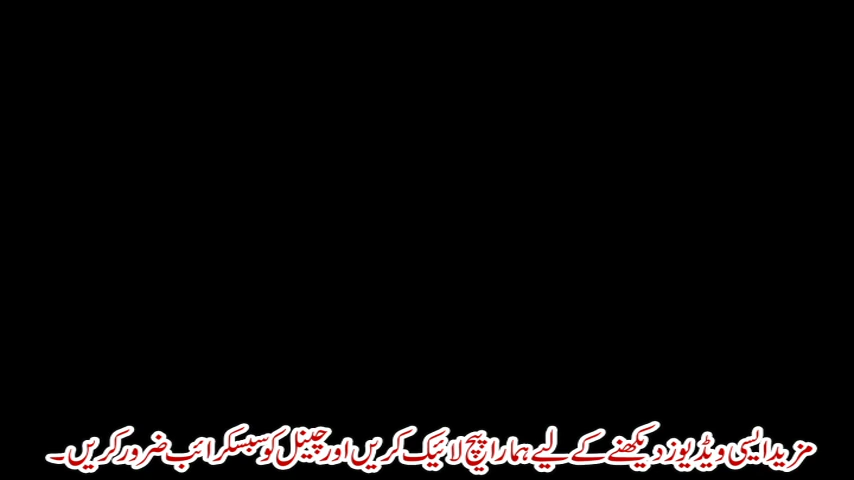 مزید ایسی ویڈیوز دیکھنے کے لیے ہمارا پیج لائیک کریں اور چینل کو سبسکرائب ضرور کریں۔